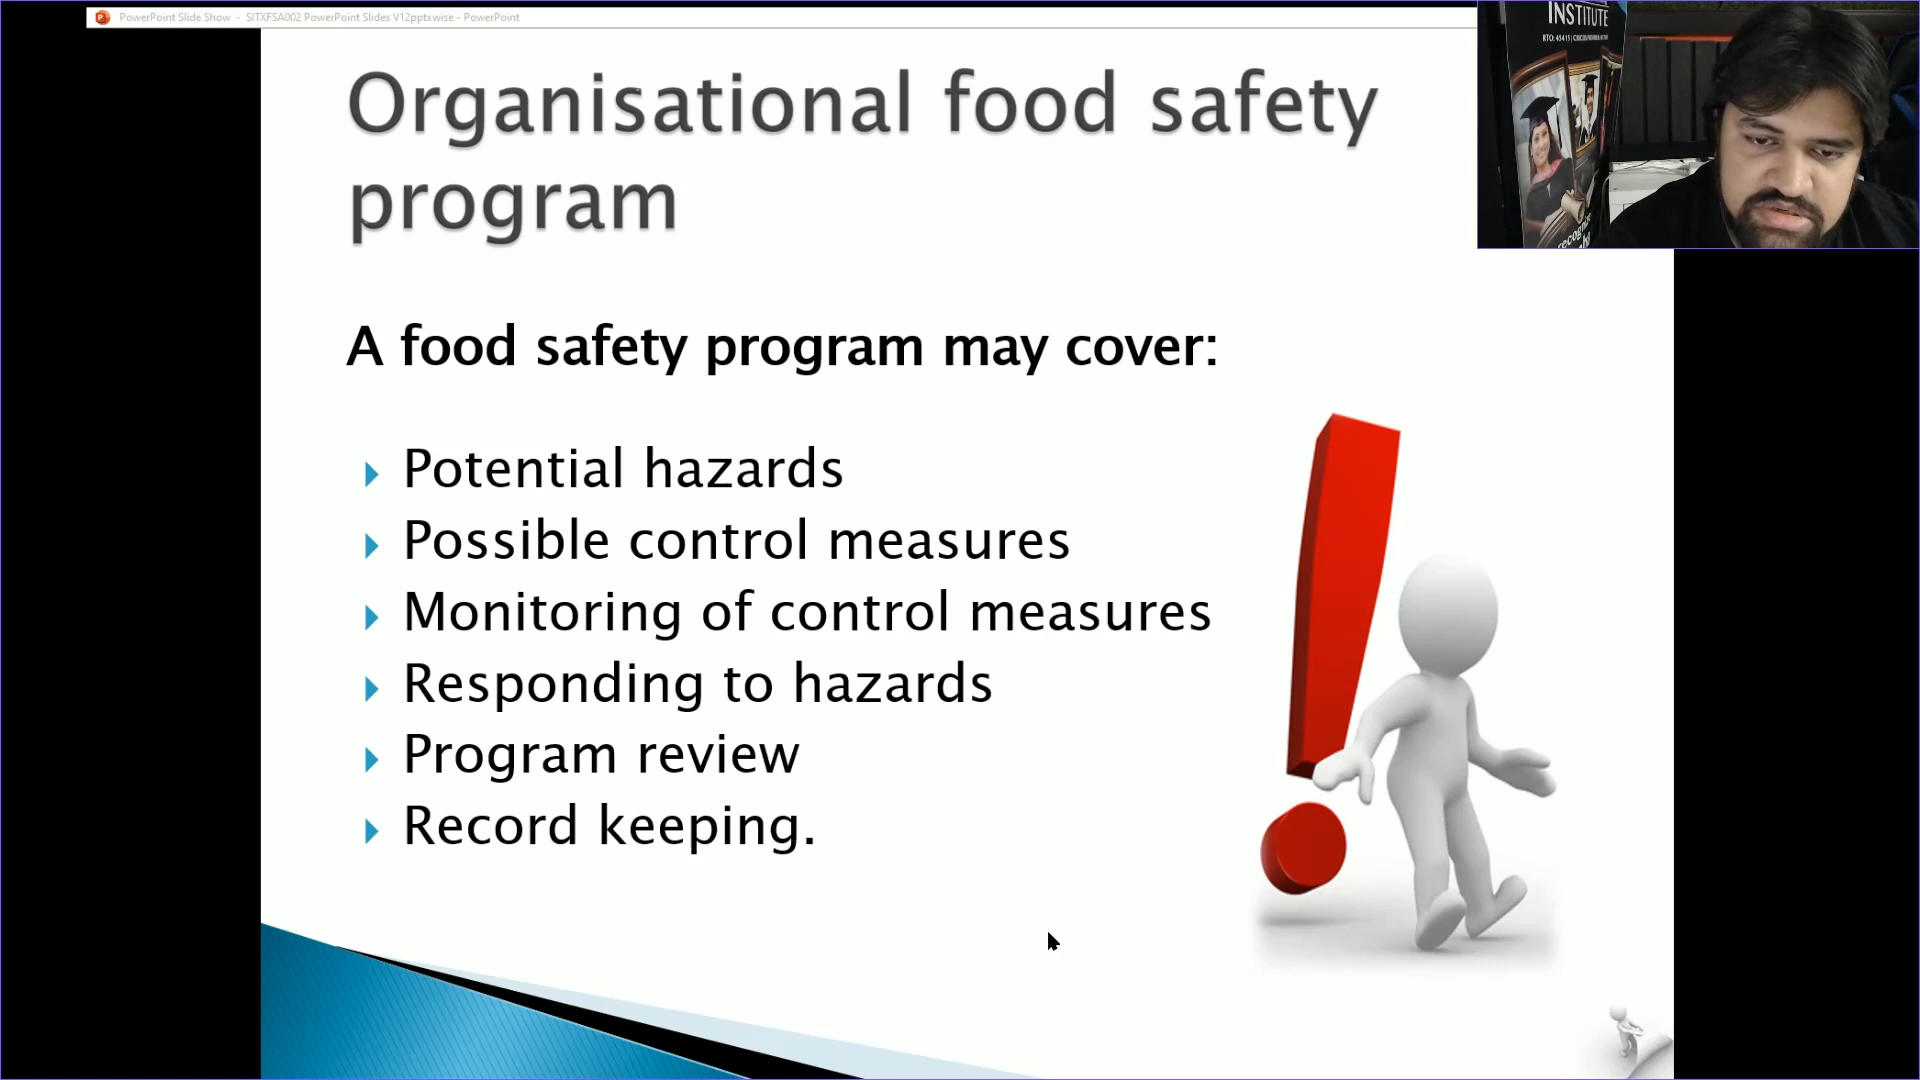 PowerPoint Slide Show - SITXFSA002 PowerPoint Slides V12pptxwise - PowerPoint
INSTITUTE
Organisational food safety
program
A food safety program may cover:
Potential hazards
Possible control measures
Monitoring of control measures
Responding to hazards
Program review
Record keeping.